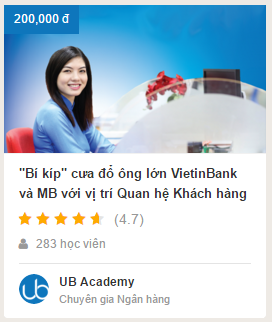 200,000 đ
"Bí kíp" cưa đổ ông lớn VietinBank
và MB với vị trí Quan hệ Khách hàng
(4.7)
283 học viên
ub
UB Academy
Chuyên gia Ngân hàng